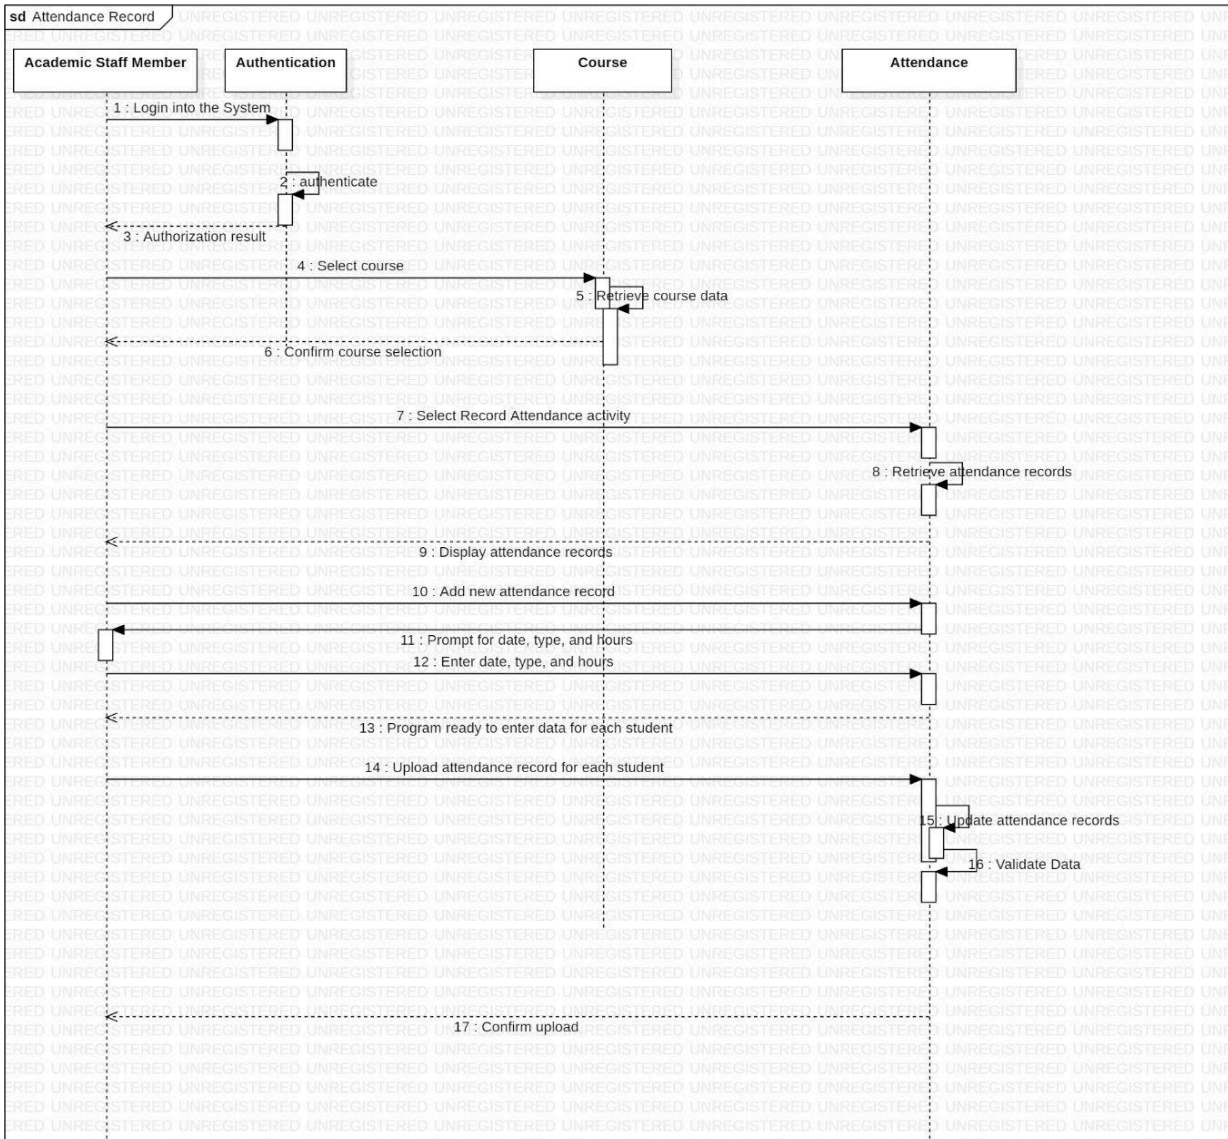 sd Attendance Record
Academic Staff Member
Authentication
Course
Attendance
1 : Login into the System
2 : authenticate
3 : Authorization result
4 : Select course
5 : Retrieve course data
6 : Confirm course selection
7 : Select Record Attendance activity
8 : Retrieve attendance records
9 : Display attendance records
10 : Add new attendance record
11 : Prompt for date, type, and hours
12 : Enter date, type, and hours
13 : Program ready to enter data for each student
14 : Upload attendance record for each student
15 : Update attendance records
16 : Validate Data
17 : Confirm upload
UNREGISTERED